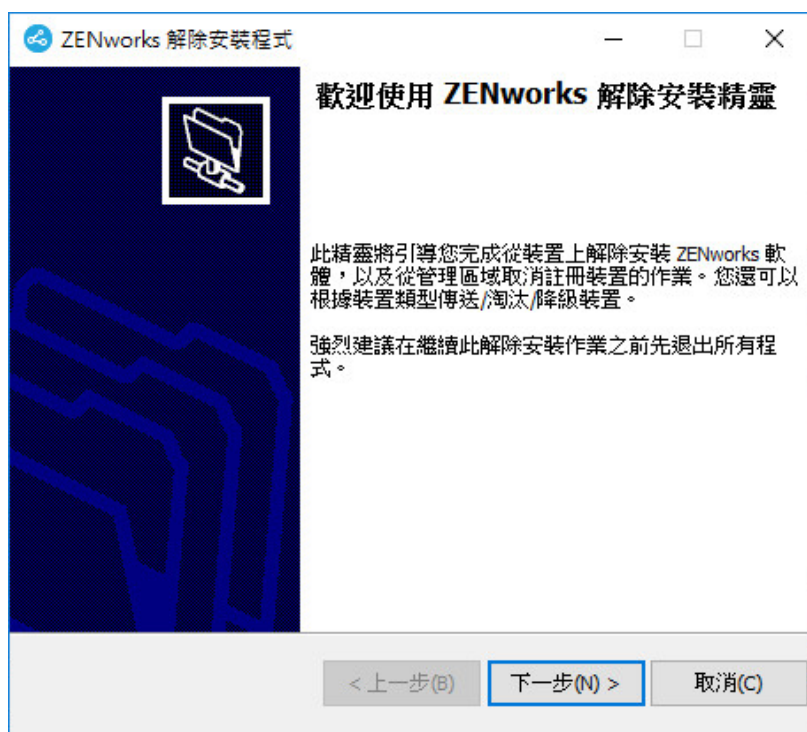 ZENworks 解除安裝程式
歡迎使用 ZENworks 解除安裝精靈
此精靈將引導您完成從裝置上解除安裝 ZENworks 軟
體，以及從管理區域取消註冊裝置的作業。您還可以
根據裝置類型傳送/淘汰/降級裝置。
強烈建議在繼續此解除安裝作業之前先退出所有程
式。
< 上一步(B) 下一步(N) > 取消(C)